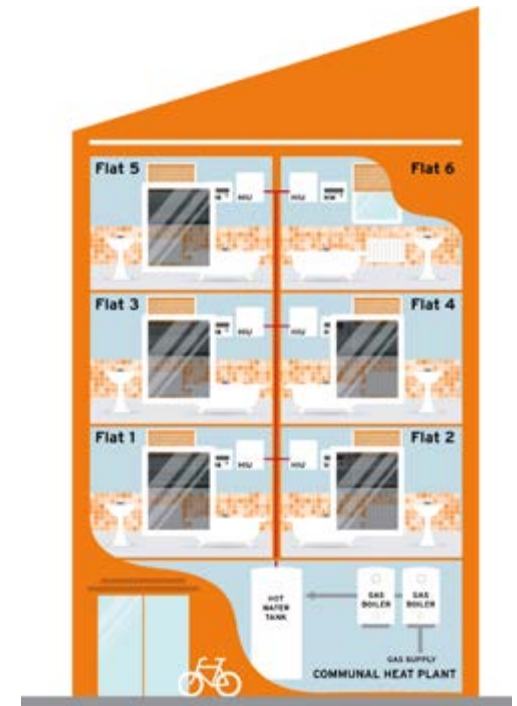 Flat 5
Flat 6
HIU
HIU
Flat 3
Flat 4
HIU
HIU
Flat 1
Flat 2
HIU
HIU
HOT
WATER
TANK
GAS
BOILER
GAS
BOILER
GAS SUPPLY
COMMUNAL HEAT PLANT